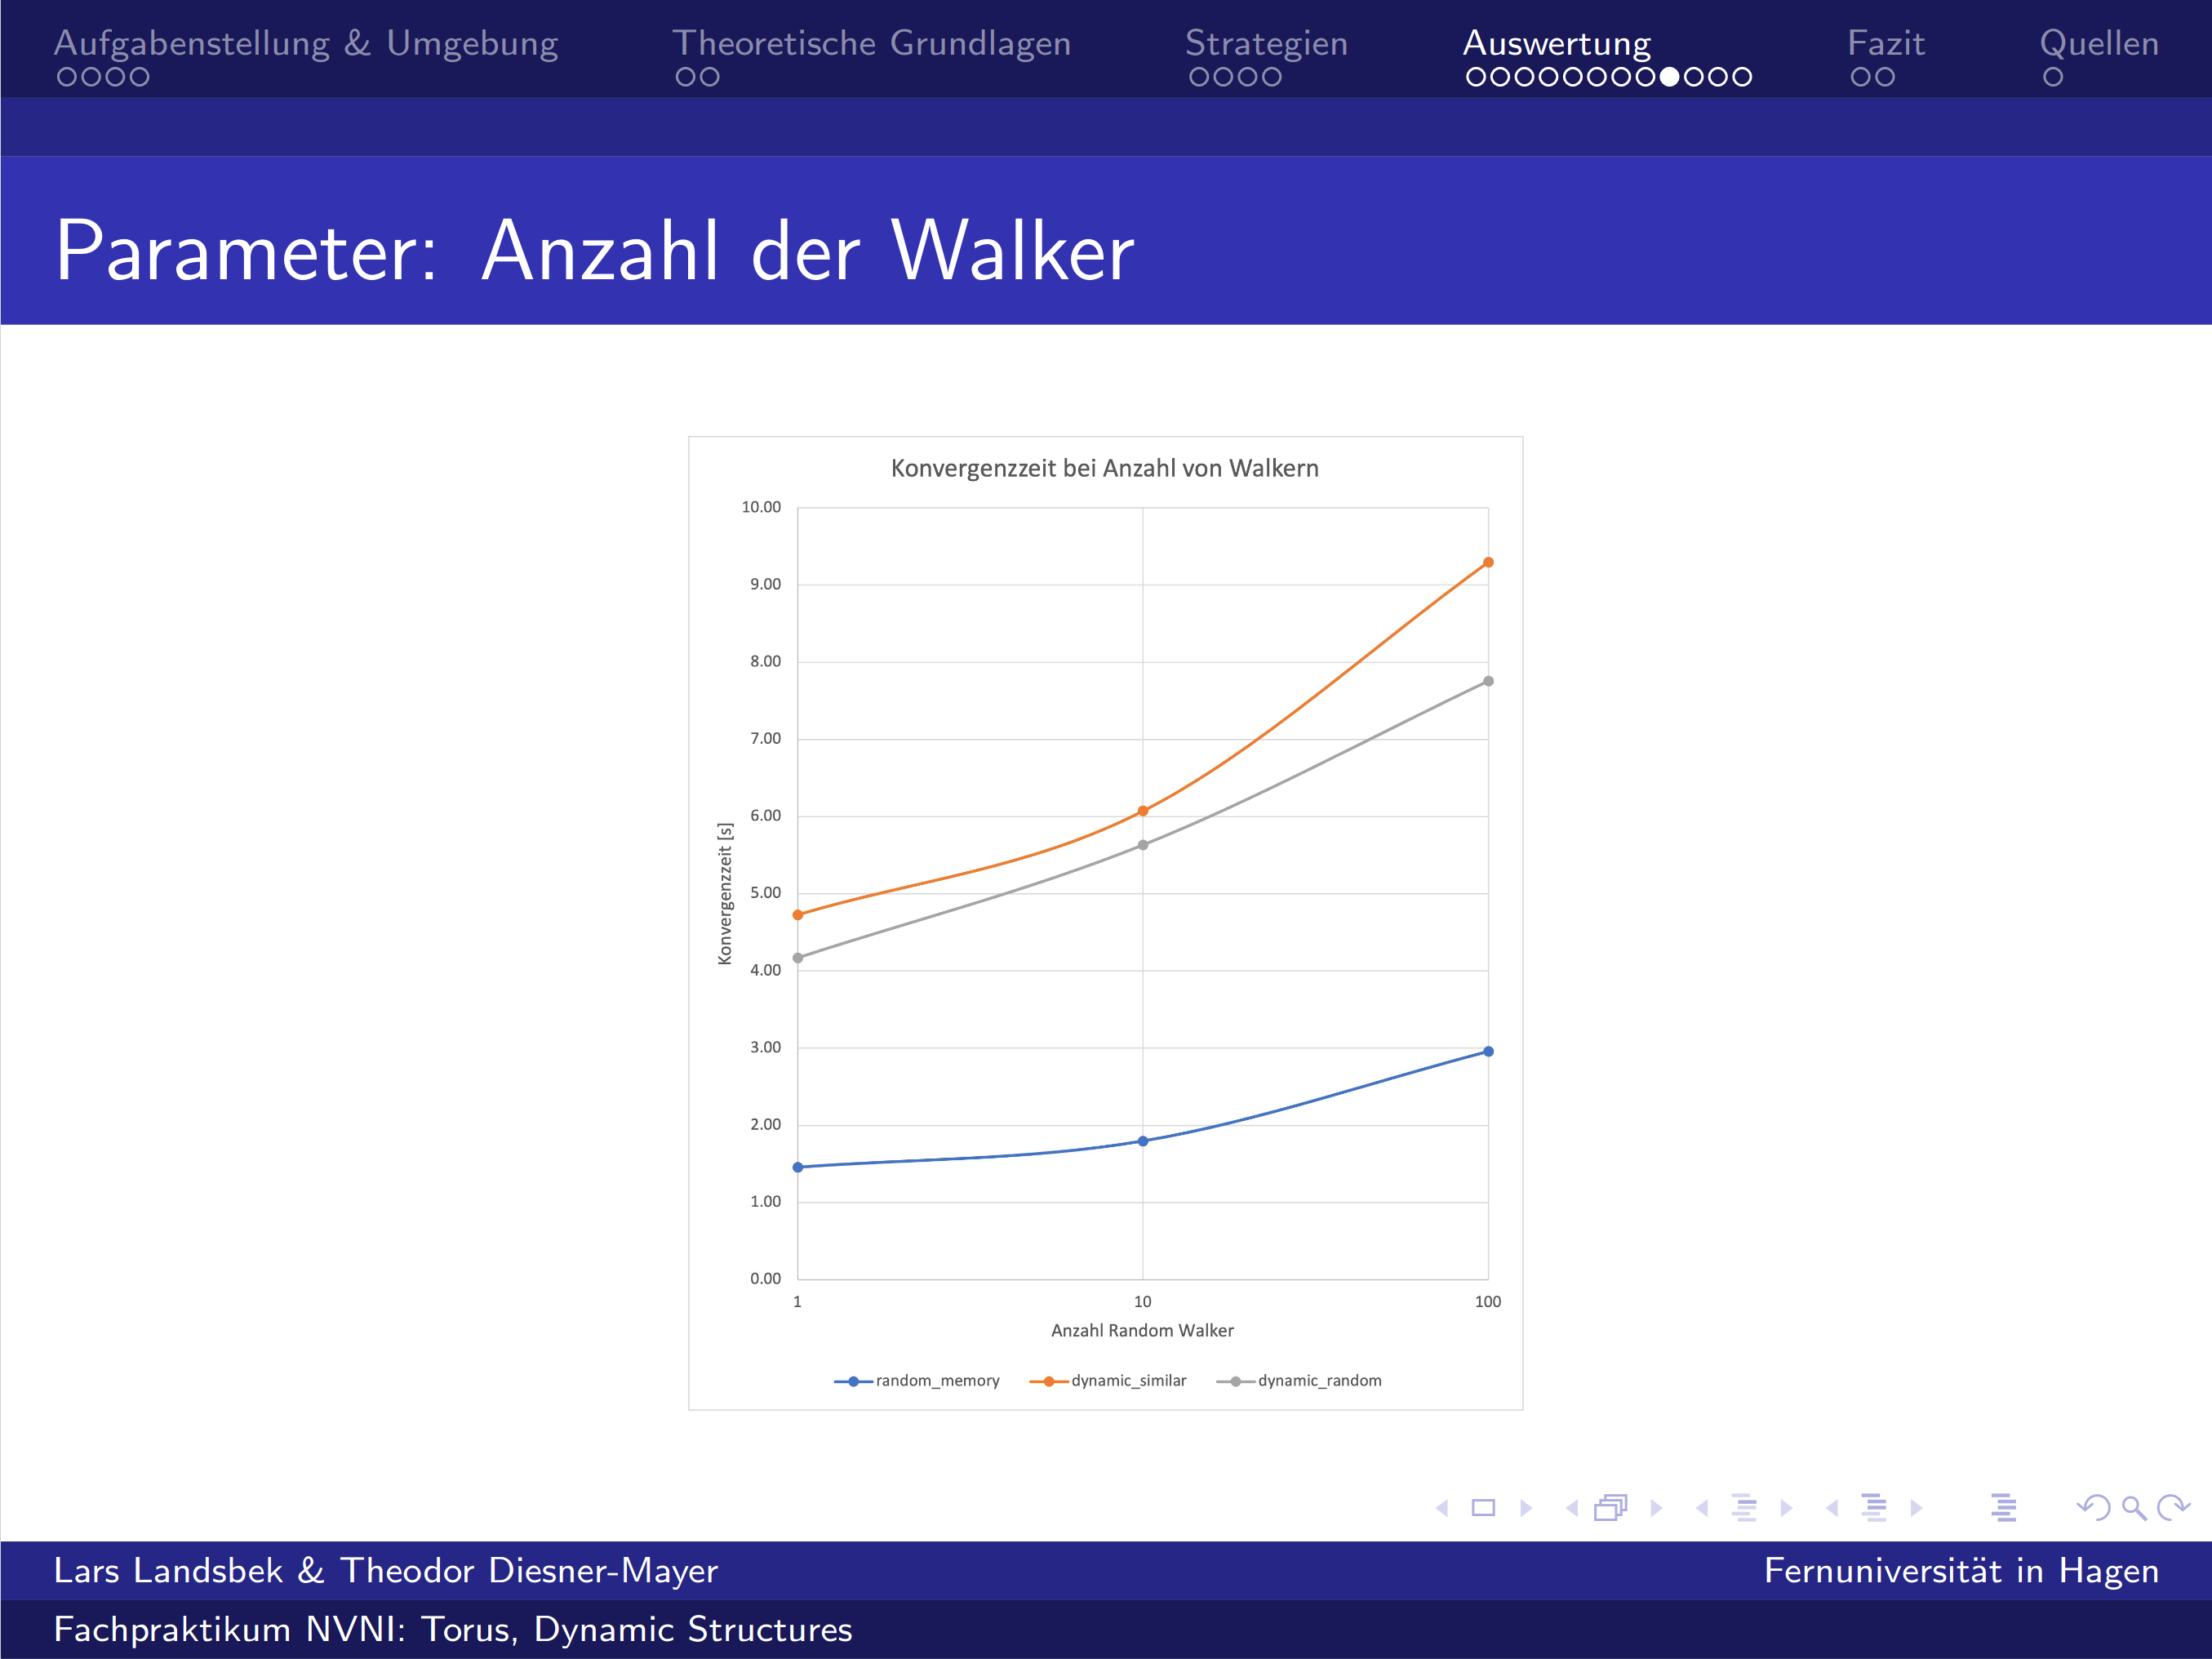 Aufgabenstellung & Umgebung
Theoretische Grundlagen
Strategien
Auswertung
Fazit
Quellen
Parameter: Anzahl der Walker
Konvergenzzeit bei Anzahl von Walkern
10.00
9.00
8.00
7.00
6.00
5.00
4.00
3.00
2.00
1.00
0.00
Konvergenzzeit [s]
1
10
100
Anzahl Random Walker
random_memory
dynamic_similar
dynamic_random
Lars Landsbek & Theodor Diesner-Mayer
Fernuniversität in Hagen
Fachpraktikum NVNI: Torus, Dynamic Structures